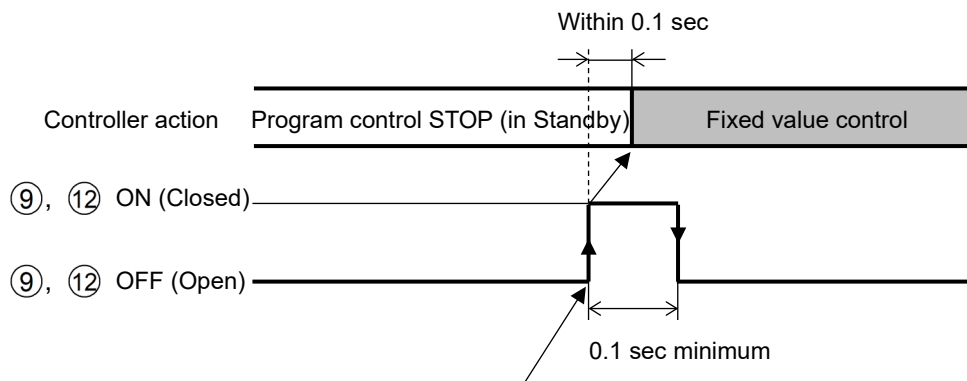 Within 0.1 sec
Controller action Program control STOP (in Standby) Fixed value control
⑨, ⑫ ON (Closed)
⑨, ⑫ OFF (Open)
0.1 sec minimum